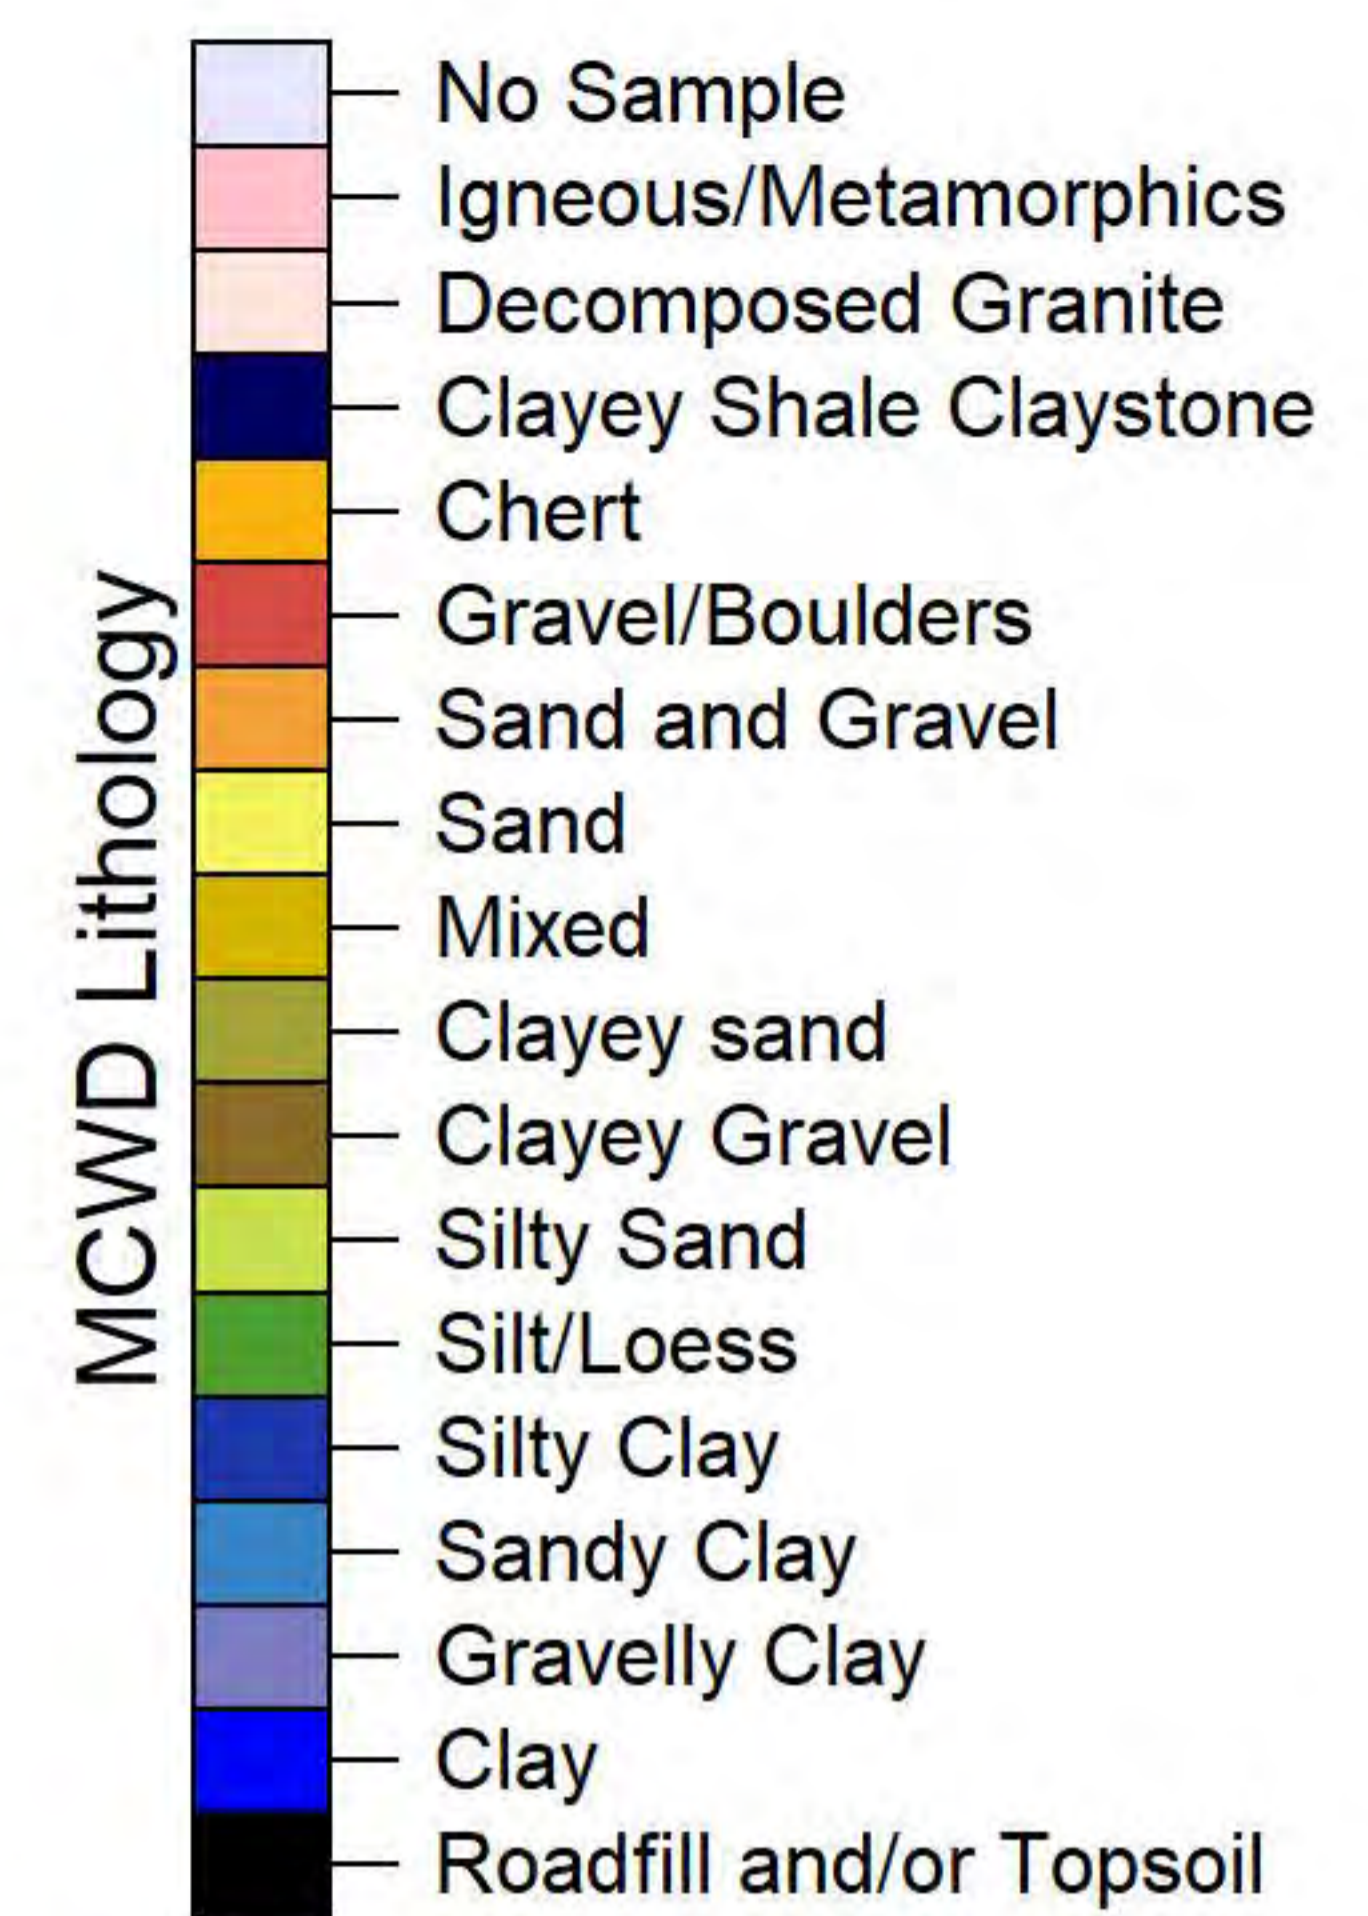 MCWD Lithology
No Sample
Igneous/Metamorphics
Decomposed Granite
Clayey Shale Claystone
Chert
Gravel/Boulders
Sand and Gravel
Sand
Mixed
Clayey sand
Clayey Gravel
Silty Sand
Silt/Loess
Silty Clay
Sandy Clay
Gravelly Clay
Clay
Roadfill and/or Topsoil